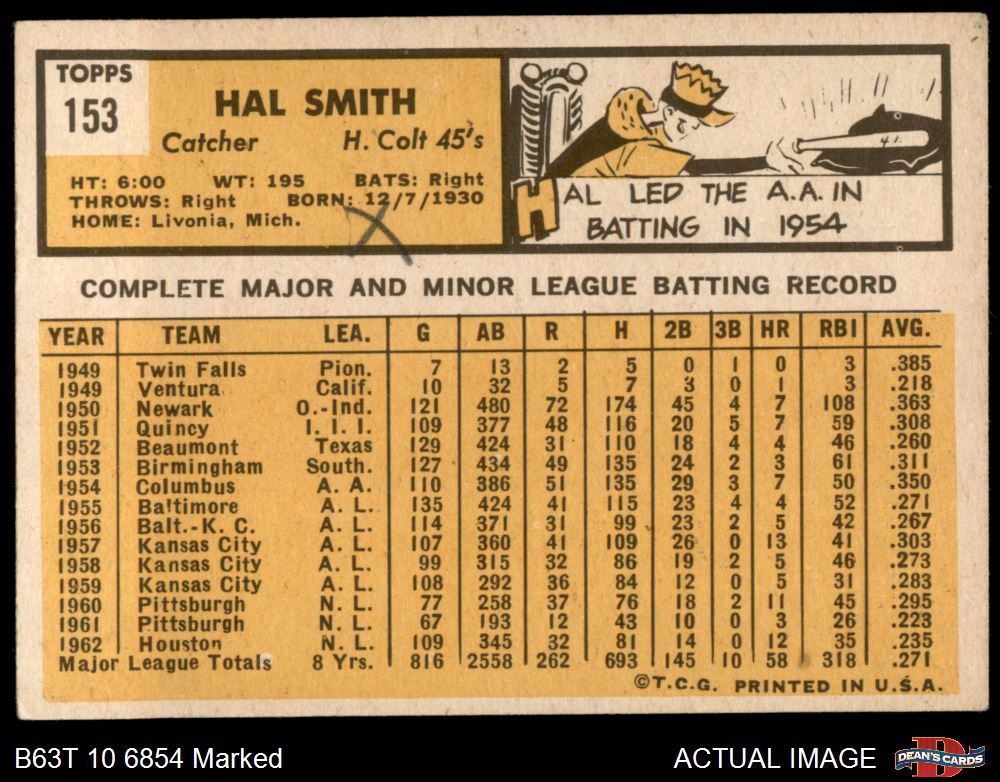 TOPPS
153
HAL SMITH
Catcher H. Colt 45's
HT: 6:00 WT: 195 BATS: Right
THROWS: Right BORN: 12/7/1930
HOME: Livonia, Mich.
41.
HAL LED THE A.A. IN
BATTING IN 1954
COMPLETE MAJOR AND MINOR LEAGUE BATTING RECORD
YEAR TEAM LEA. G AB R H 2B 3B HR RBI AVG.
1949 Twin Falls Pion. 7 13 2 5 0 1 0 3 .385
1949 Ventura Calif. 10 32 5 7 3 0 1 3 .218
1950 Newark O.-Ind. 121 480 72 174 45 4 7 108 .363
1951 Quincy I. I. I. 109 377 48 116 20 5 7 59 .308
1952 Beaumont Texas 129 424 31 110 18 4 4 46 .260
1953 Birmingham South. 127 434 49 135 24 2 3 61 .311
1954 Columbus A. A. 110 386 51 135 29 3 7 50 .350
1955 Baltimore A. L. 135 424 41 115 23 4 4 52 .271
1956 Balt.-K. C. A. L. 114 371 31 99 23 2 5 42 .267
1957 Kansas City A. L. 107 360 41 109 26 0 13 41 .303
1958 Kansas City A. L. 99 315 32 86 19 2 5 46 .273
1959 Kansas City A. L. 108 292 36 84 12 0 5 31 .283
1960 Pittsburgh N. L. 77 258 37 76 18 2 11 45 .295
1961 Pittsburgh N. L. 67 193 12 43 10 0 3 26 .223
1962 Houston N. L. 109 345 32 81 14 0 12 35 .235
Major League Totals 8 Yrs. 816 2558 262 693 145 10 58 318 .271
©T.C.G. PRINTED IN U.S.A.
B63T 10 6854 Marked ACTUAL IMAGE
D
DEAN'S CARDS